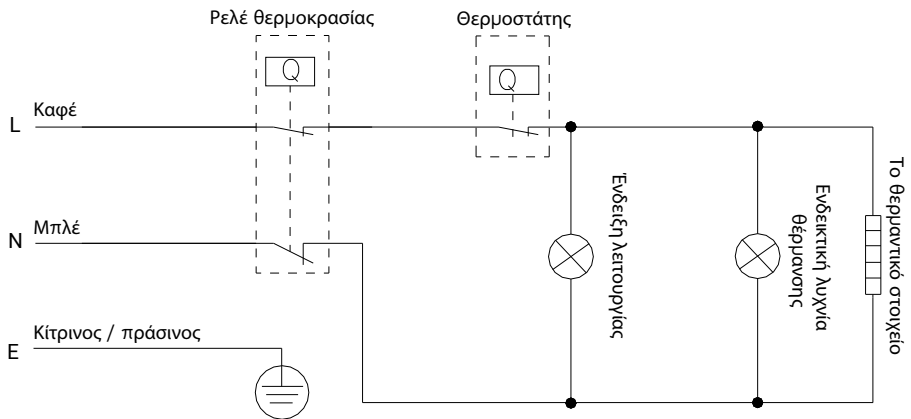 Ρελέ θερμοκρασίας
Θερμοστάτης
Q
Q
L
Καφέ
N
Μπλέ
E
Κίτρινος / πράσινος
Ένδειξη λειτουργίας
Ενδεικτική λυχνία
θέρμανσης
Το θερμαντικό στοιχείο